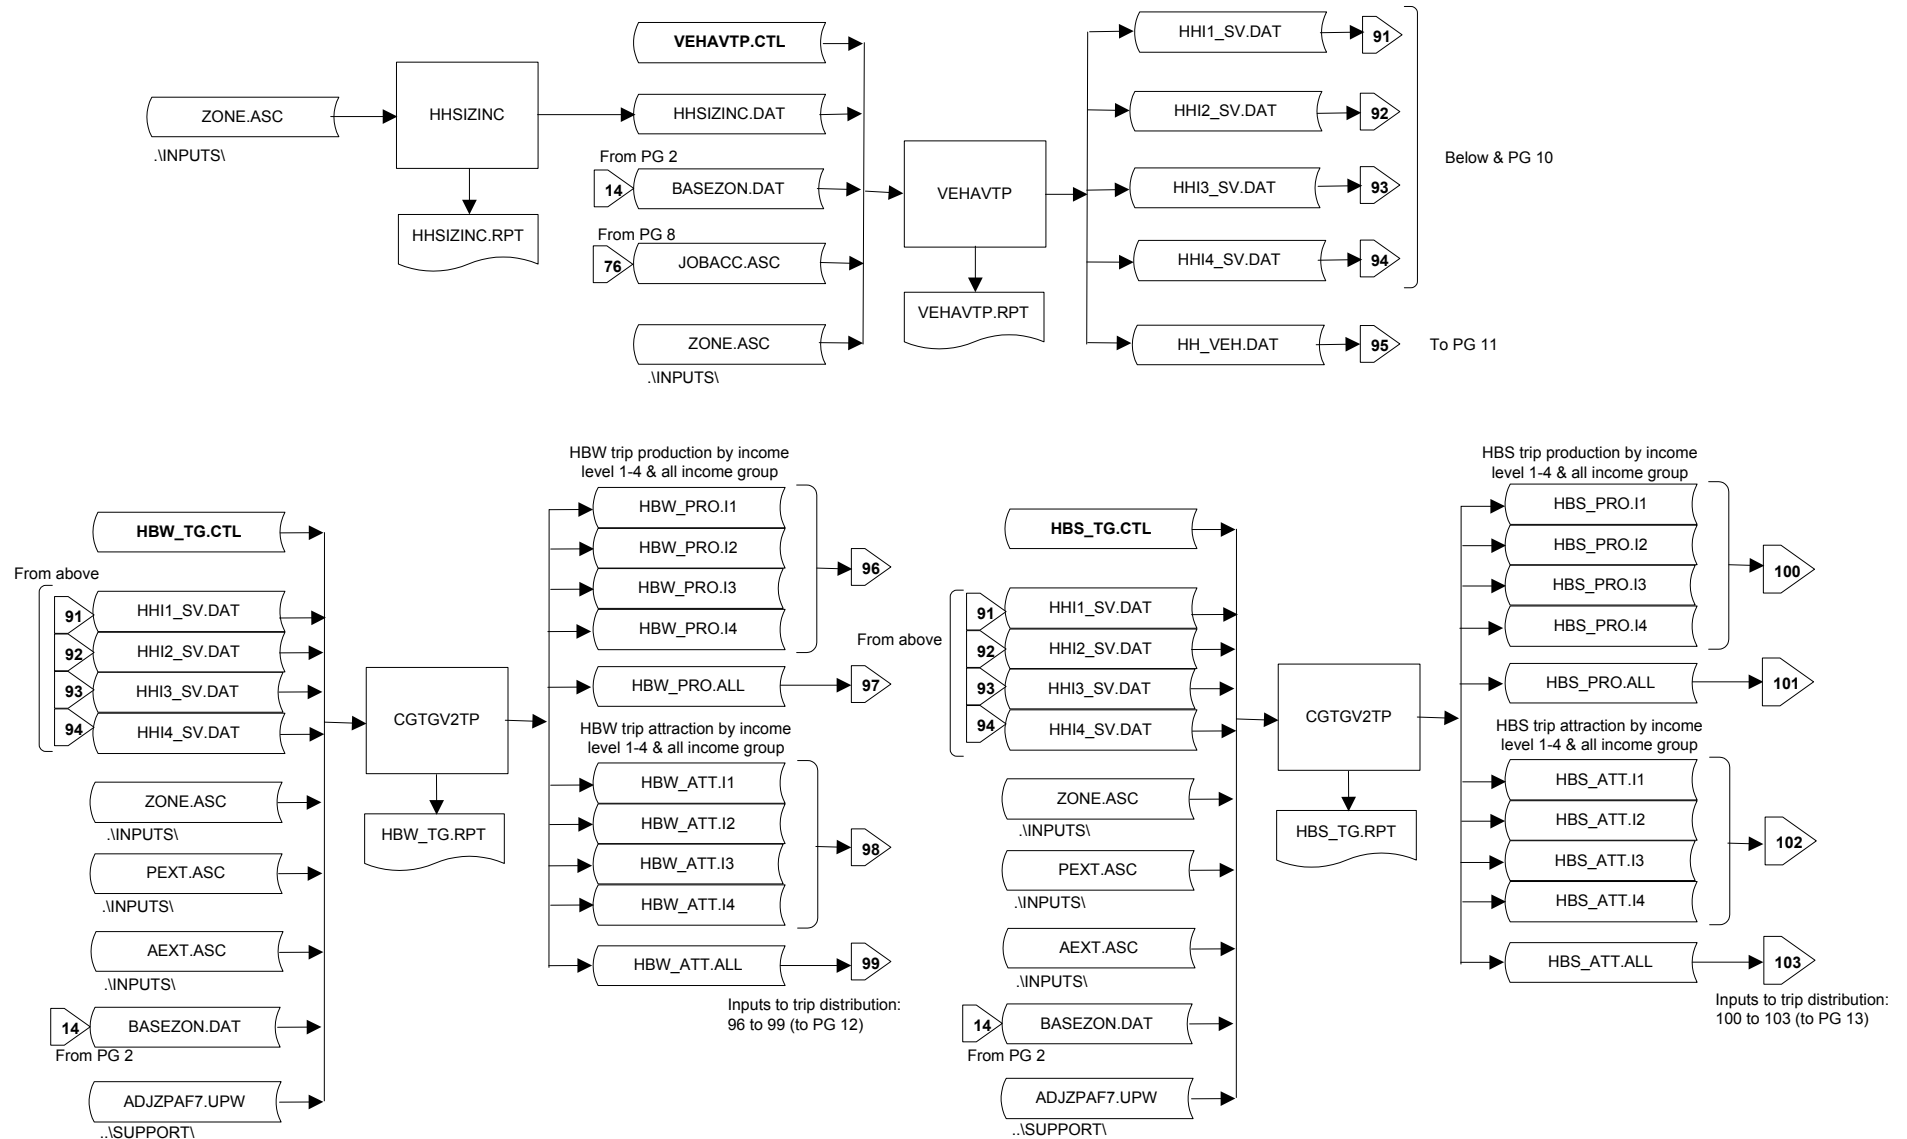 VEHAVTP.CTL
HHI1_SV.DAT
91
ZONE.ASC
.\INPUTS\
HHSIZINC
HHSIZINC.DAT
HHI2_SV.DAT
92
From PG 2
14
BASEZON.DAT
VEHAVTP
HHI3_SV.DAT
93
Below & PG 10
HHSIZINC.RPT
From PG 8
76
JOBACC.ASC
HHI4_SV.DAT
94
VEHAVTP.RPT
ZONE.ASC
.\INPUTS\
HH_VEH.DAT
95
To PG 11
HBW trip production by income
level 1-4 & all income group
HBW_TG.CTL
HBW_PRO.I1
HBW_PRO.I2
HBW_PRO.I3
HBW_PRO.I4
96
From above
91
HHI1_SV.DAT
92
HHI2_SV.DAT
93
HHI3_SV.DAT
94
HHI4_SV.DAT
CGTGV2TP
HBW_PRO.ALL
97
HBW trip attraction by income
level 1-4 & all income group
ZONE.ASC
.\INPUTS\
HBW_TG.RPT
HBW_ATT.I1
HBW_ATT.I2
HBW_ATT.I3
HBW_ATT.I4
98
PEXT.ASC
.\INPUTS\
AEXT.ASC
.\INPUTS\
HBW_ATT.ALL
99
Inputs to trip distribution:
96 to 99 (to PG 12)
14
BASEZON.DAT
From PG 2
ADJZPAF7.UPW
..\SUPPORT\
HBS trip production by income
level 1-4 & all income group
HBS_TG.CTL
HBS_PRO.I1
HBS_PRO.I2
HBS_PRO.I3
HBS_PRO.I4
100
From above
91
HHI1_SV.DAT
92
HHI2_SV.DAT
93
HHI3_SV.DAT
94
HHI4_SV.DAT
CGTGV2TP
HBS_PRO.ALL
101
HBS trip attraction by income
level 1-4 & all income group
ZONE.ASC
.\INPUTS\
HBS_TG.RPT
HBS_ATT.I1
HBS_ATT.I2
HBS_ATT.I3
HBS_ATT.I4
102
PEXT.ASC
.\INPUTS\
AEXT.ASC
.\INPUTS\
HBS_ATT.ALL
103
Inputs to trip distribution:
100 to 103 (to PG 13)
14
BASEZON.DAT
From PG 2
ADJZPAF7.UPW
..\SUPPORT\